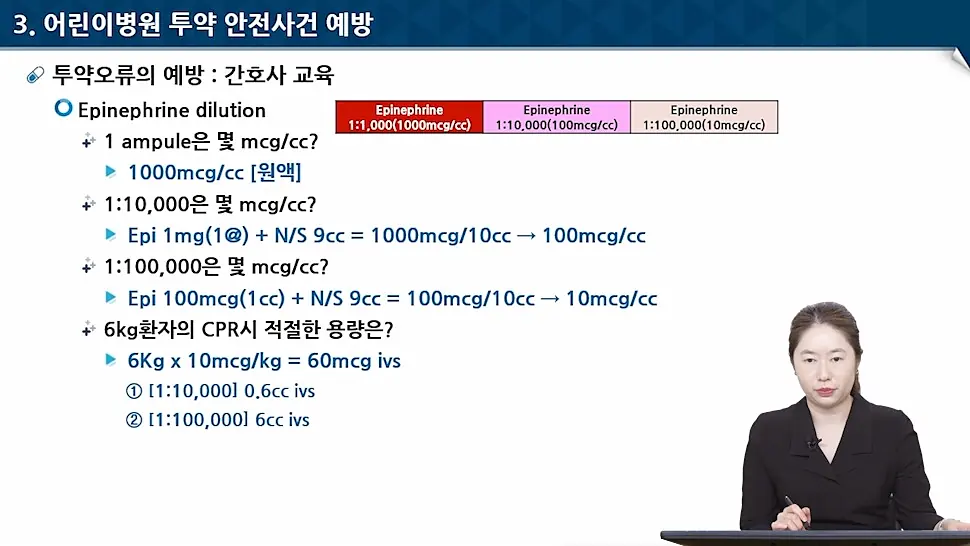 3. 어린이병원 투약 안전사건 예방
투약오류의 예방 : 간호사 교육
Epinephrine dilution
Epinephrine
1:1,000(1000mcg/cc)
Epinephrine
1:10,000(100mcg/cc)
Epinephrine
1:100,000(10mcg/cc)
1 ampule은 몇 mcg/cc?
1000mcg/cc [원액]
1:10,000은 몇 mcg/cc?
Epi 1mg(1@) + N/S 9cc = 1000mcg/10cc → 100mcg/cc
1:100,000은 몇 mcg/cc?
Epi 100mcg(1cc) + N/S 9cc = 100mcg/10cc → 10mcg/cc
6kg환자의 CPR시 적절한 용량은?
6Kg x 10mcg/kg = 60mcg ivs
① [1:10,000] 0.6cc ivs
② [1:100,000] 6cc ivs